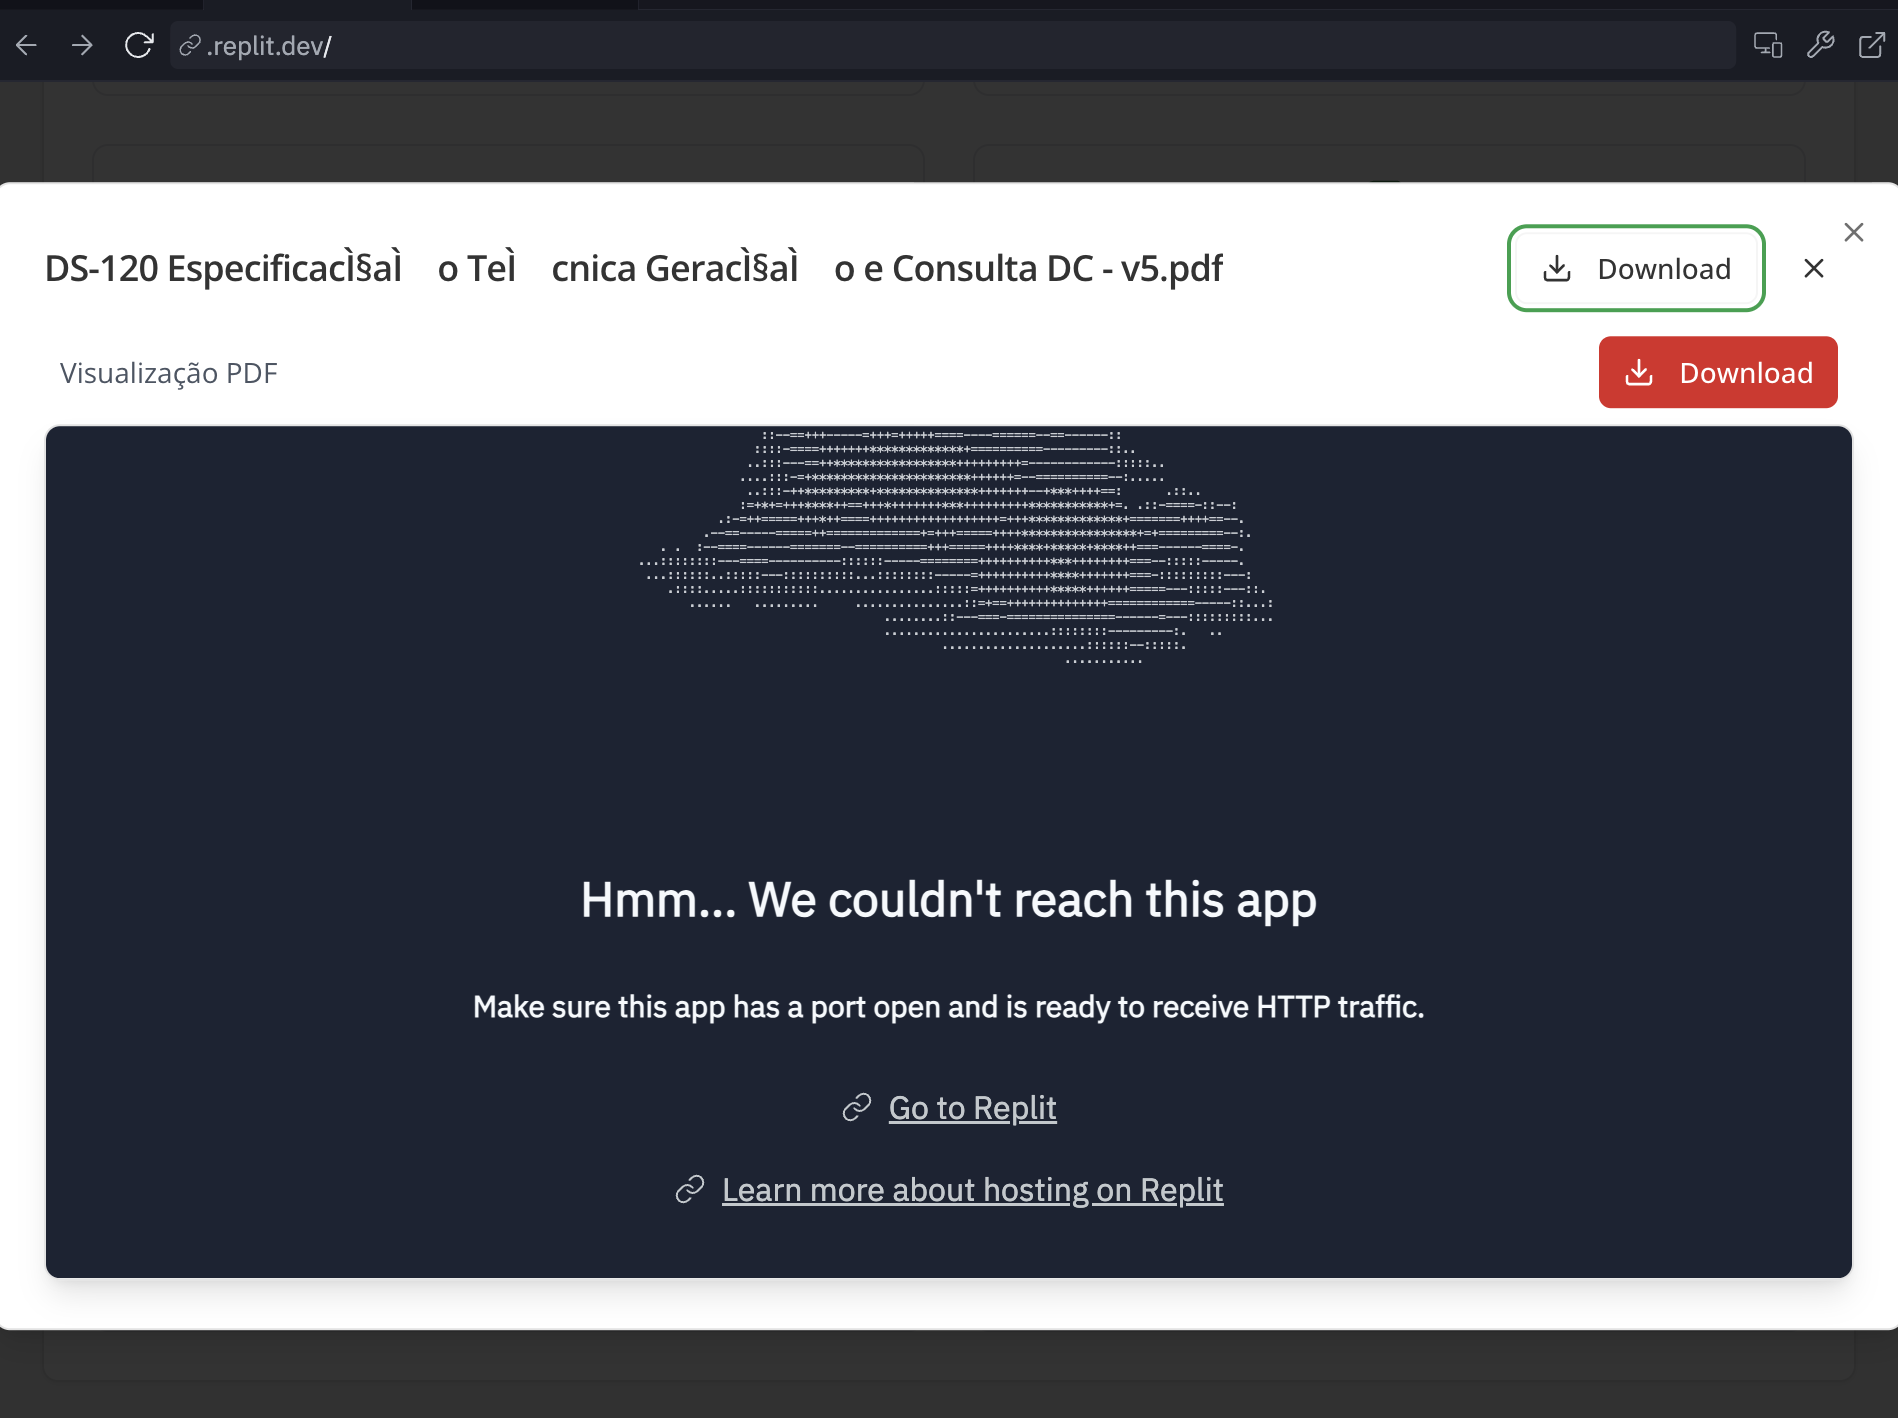 .replit.dev/
DS-120 EspecificacÌ§aÌ o TeÌ cnica GeracÌ§aÌ o e Consulta DC - v5.pdf
Download
Visualização PDF
Download
Hmm... We couldn't reach this app
Make sure this app has a port open and is ready to receive HTTP traffic.
Go to Replit
Learn more about hosting on Replit